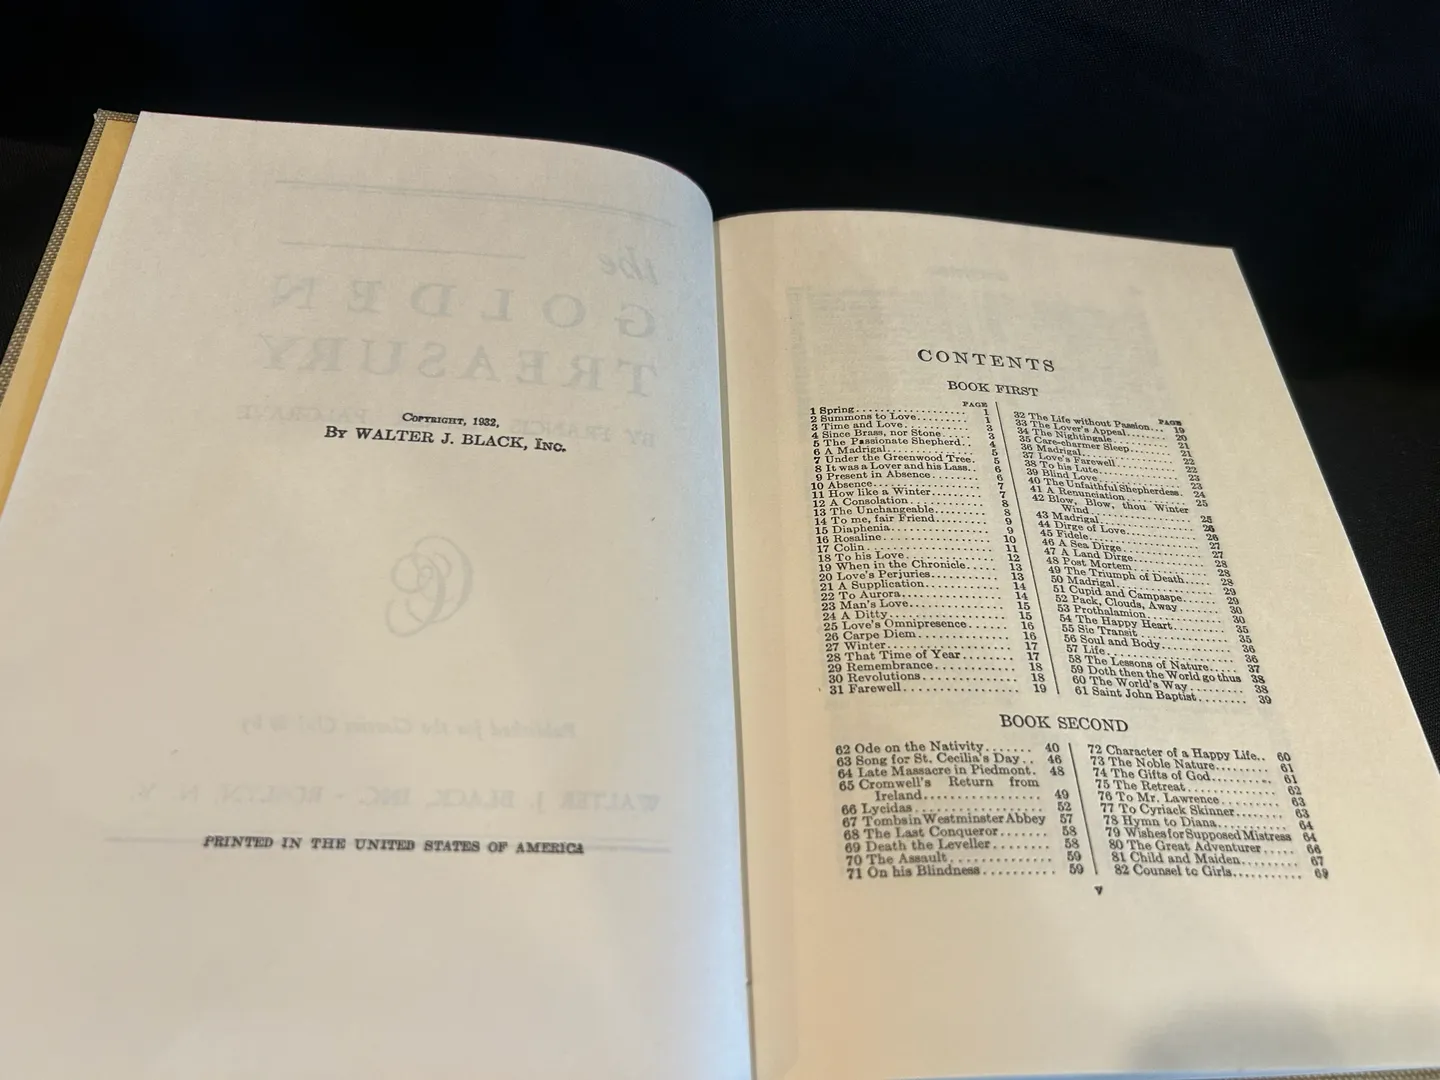 the
GOLDEN
TREASURY
BY FRANCIS PALGRAVE
COPYRIGHT, 1932,
BY WALTER J. BLACK, INC.
Published for the Classics Club ® by
WALTER J. BLACK, INC. - ROSLYN, N. Y.
PRINTED IN THE UNITED STATES OF AMERICA
CONTENTS
BOOK FIRST
PAGE
1 Spring 1
2 Summons to Love 1
3 Time and Love 3
4 Since Brass, nor Stone 3
5 The Passionate Shepherd 4
6 A Madrigal 5
7 Under the Greenwood Tree 5
8 It was a Lover and his Lass 6
9 Present in Absence 6
10 Absence 7
11 How like a Winter 7
12 A Consolation 8
13 The Unchangeable 8
14 To me, fair Friend 9
15 Diaphenia 9
16 Rosaline 10
17 Colin 11
18 To his Love 12
19 When in the Chronicle 13
20 Love's Perjuries 13
21 A Supplication 14
22 To Aurora 14
23 Man's Love 15
24 A Ditty 15
25 Love's Omnipresence 16
26 Carpe Diem 16
27 Winter 17
28 That Time of Year 17
29 Remembrance 18
30 Revolutions 18
31 Farewell 19
PAGE
32 The Life without Passion 19
33 The Lover's Appeal 20
34 The Nightingale 21
35 Care-charmer Sleep 21
36 Madrigal 22
37 Love's Farewell 22
38 To his Lute 23
39 Blind Love 23
40 The Unfaithful Shepherdess 24
41 A Renunciation 25
42 Blow, Blow, thou Winter
Wind 25
43 Madrigal 26
44 Dirge of Love 26
45 Fidele 27
46 A Sea Dirge 27
47 A Land Dirge 28
48 Post Mortem 28
49 The Triumph of Death 28
50 Madrigal 29
51 Cupid and Campaspe 29
52 Pack, Clouds, Away 30
53 Prothalamion 30
54 The Happy Heart 35
55 Sic Transit 35
56 Soul and Body 36
57 Life 36
58 The Lessons of Nature 37
59 Doth then the World go thus 38
60 The World's Way 38
61 Saint John Baptist 39
BOOK SECOND
62 Ode on the Nativity 40
63 Song for St. Cecilia's Day 46
64 Late Massacre in Piedmont 48
65 Cromwell's Return from
Ireland 49
66 Lycidas 52
67 Tombs in Westminster Abbey 57
68 The Last Conqueror 58
69 Death the Leveller 58
70 The Assault 59
71 On his Blindness 59
72 Character of a Happy Life 60
73 The Noble Nature 61
74 The Gifts of God 61
75 The Retreat 62
76 To Mr. Lawrence 63
77 To Cyriack Skinner 63
78 Hymn to Diana 64
79 Wishes for Supposed Mistress 64
80 The Great Adventurer 66
81 Child and Maiden 67
82 Counsel to Girls 69
v